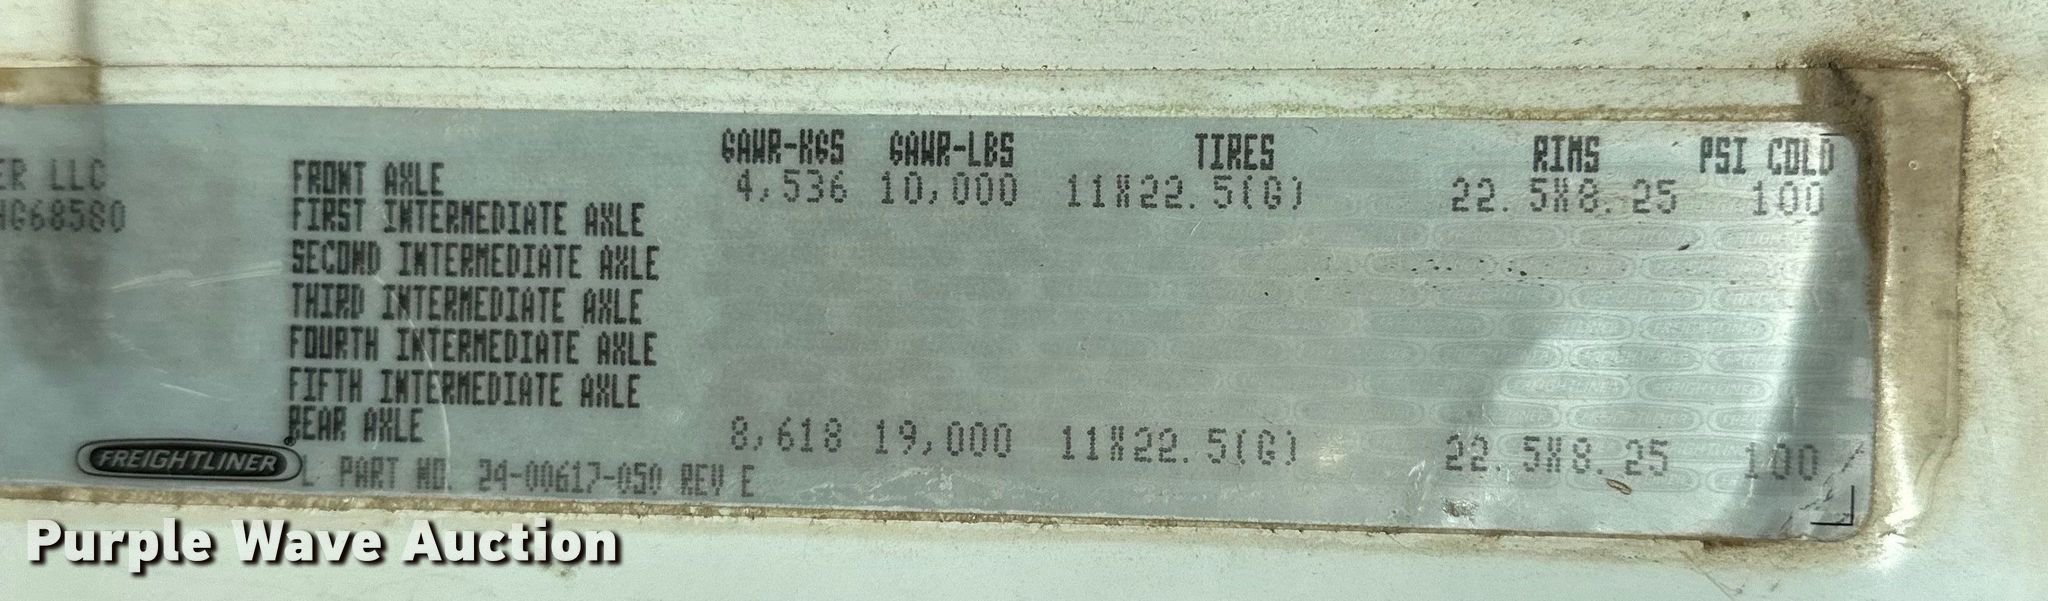 GAWR-KGS GAWR-LBS TIRES RIMS PSI COLD
ER LLC FRONT AXLE 4,536 10,000 11X22.5(G) 22.5X8.25 100
HG68580 FIRST INTERMEDIATE AXLE
SECOND INTERMEDIATE AXLE
THIRD INTERMEDIATE AXLE
FOURTH INTERMEDIATE AXLE
FIFTH INTERMEDIATE AXLE
REAR AXLE 8,618 19,000 11X22.5(G) 22.5X8.25 100
FREIGHTLINER
L. PART NO. 24-00617-050 REV E
Purple Wave Auction